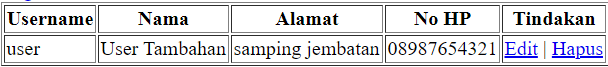 Username Nama Alamat No HP Tindakan
user User Tambahan samping jembatan 08987654321 Edit | Hapus